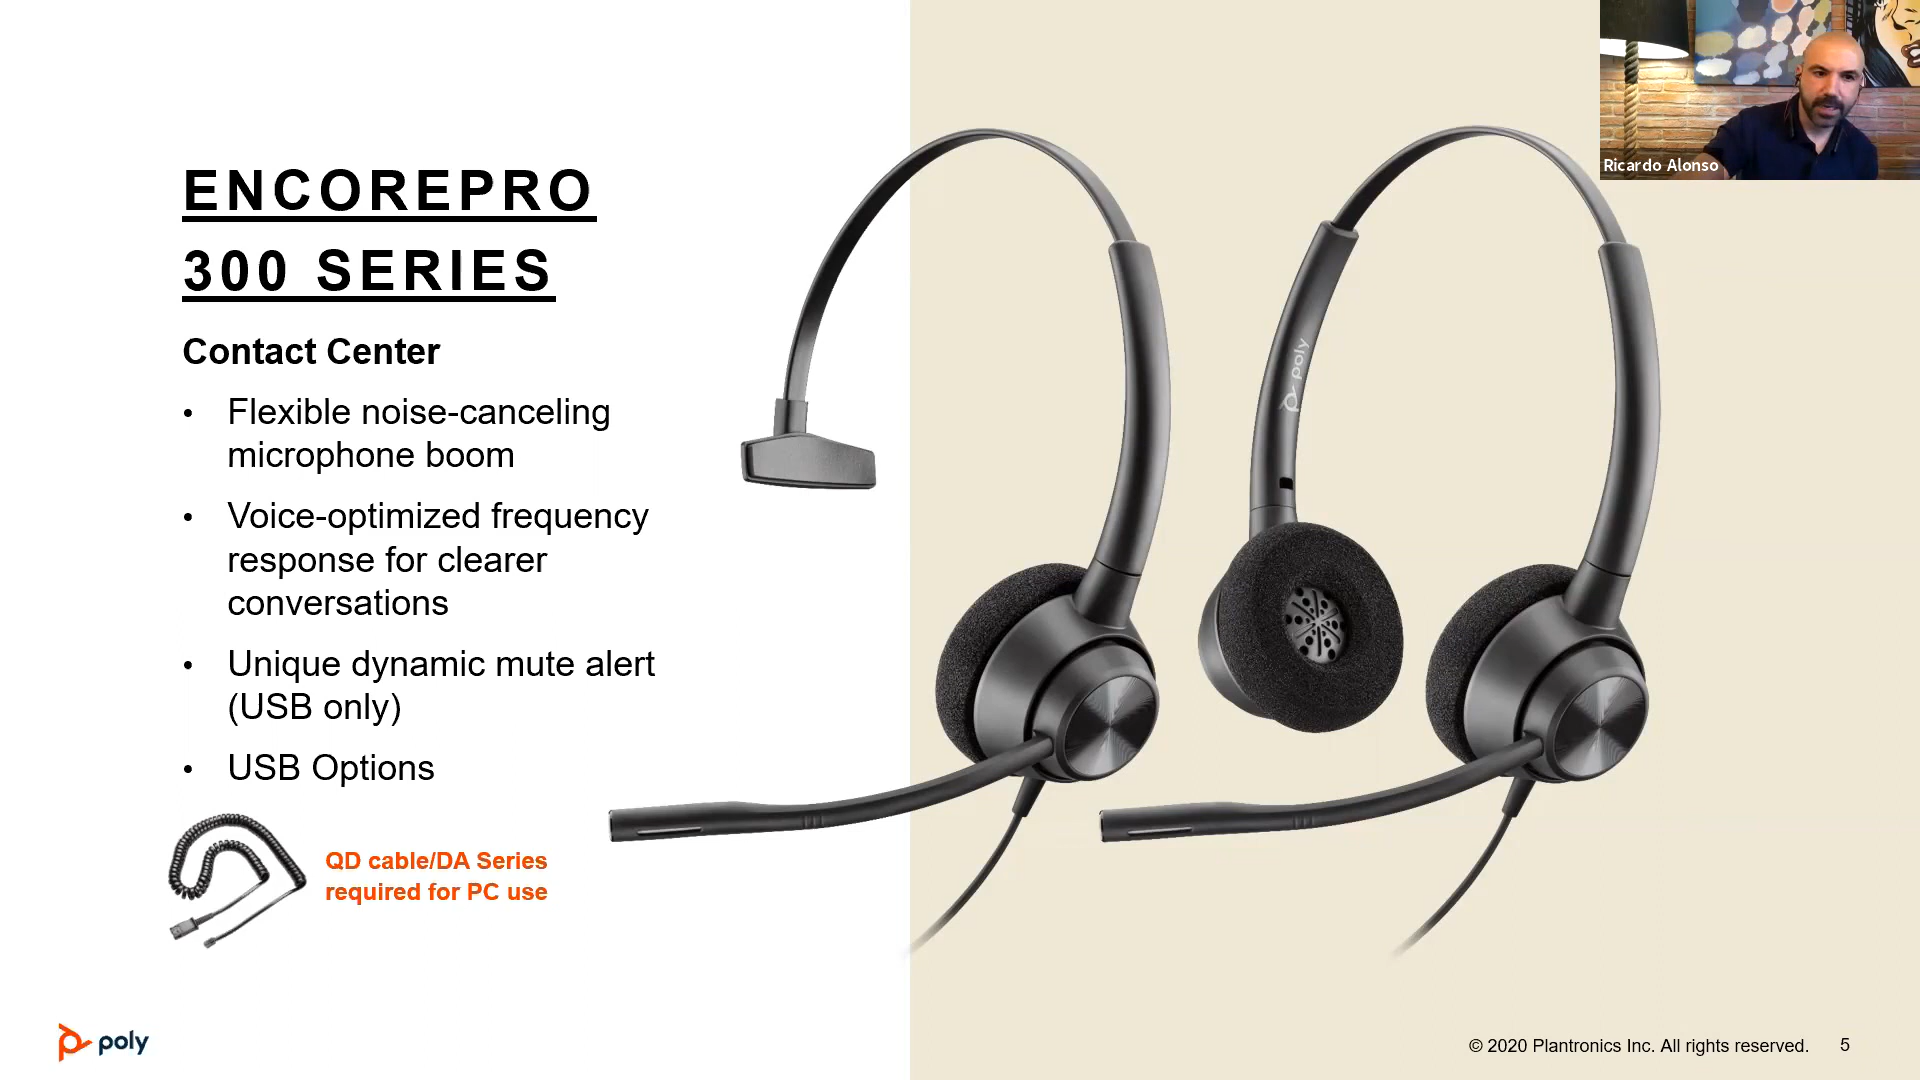 ENCOREPRO
300 SERIES
Contact Center
• Flexible noise-canceling
microphone boom
• Voice-optimized frequency
response for clearer
conversations
• Unique dynamic mute alert
(USB only)
• USB Options
QD cable/DA Series
required for PC use
poly
poly
Ricardo Alonso
© 2020 Plantronics Inc. All rights reserved. 5